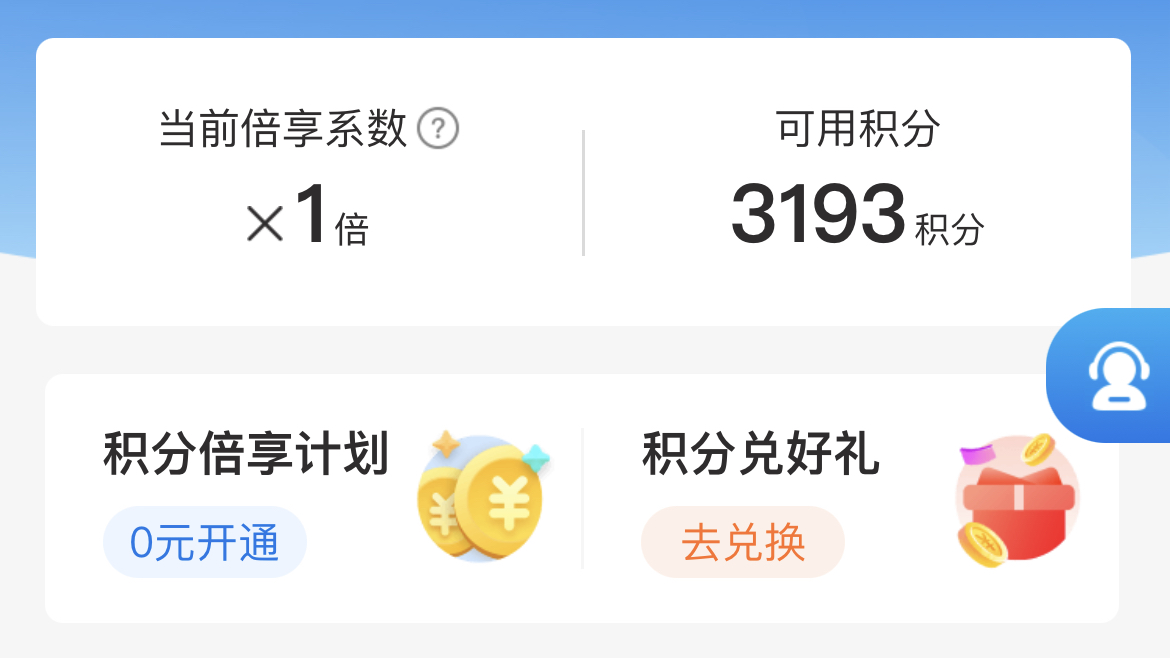 当前倍享系数 ?
×1倍
可用积分
3193积分
积分倍享计划
0元开通
¥ ¥
积分兑好礼
去兑换